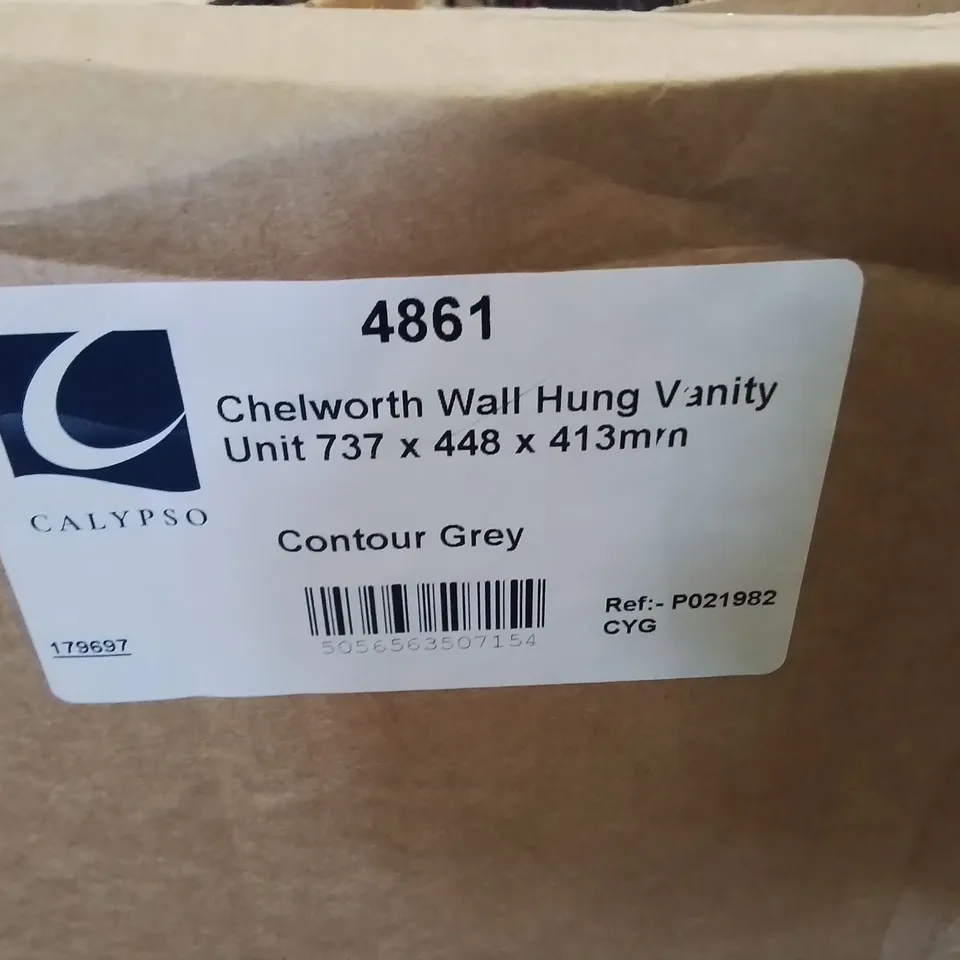 4861
Chelworth Wall Hung Vanity
Unit 737 x 448 x 413mm
CALYPSO
Contour Grey
5056563507154
Ref:- P021982
CYG
179697